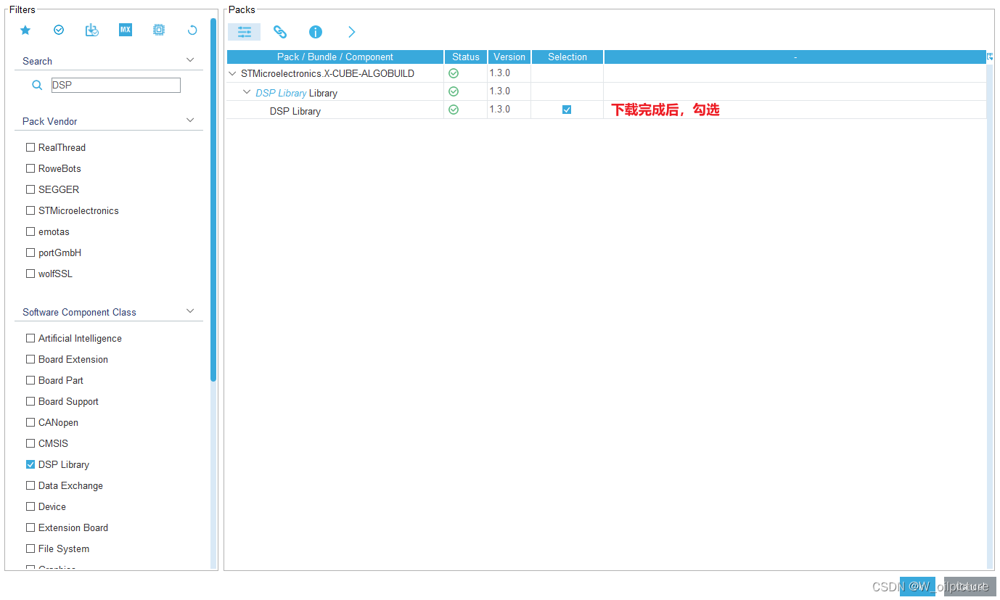 Filters
MX
Search
DSP
Pack Vendor
RealThread
RoweBots
SEGGER
STMicroelectronics
emotas
portGmbH
wolfSSL
Software Component Class
Artificial Intelligence
Board Extension
Board Part
Board Support
CANopen
CMSIS
DSP Library
Data Exchange
Device
Extension Board
File System
Packs
Pack / Bundle / Component Status Version Selection -
STMicroelectronics.X-CUBE-ALGOBUILD 1.3.0
DSP Library Library 1.3.0
DSP Library 1.3.0 下载完成后，勾选
CSDN @W_oilpicture